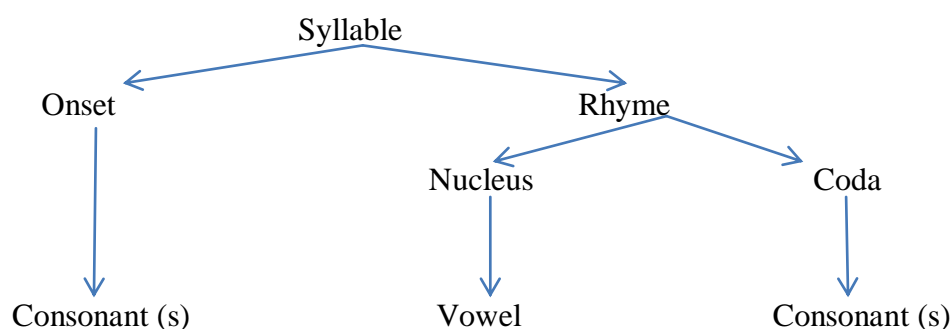 Syllable
Onset Rhyme
Nucleus Coda
Consonant (s) Vowel Consonant (s)